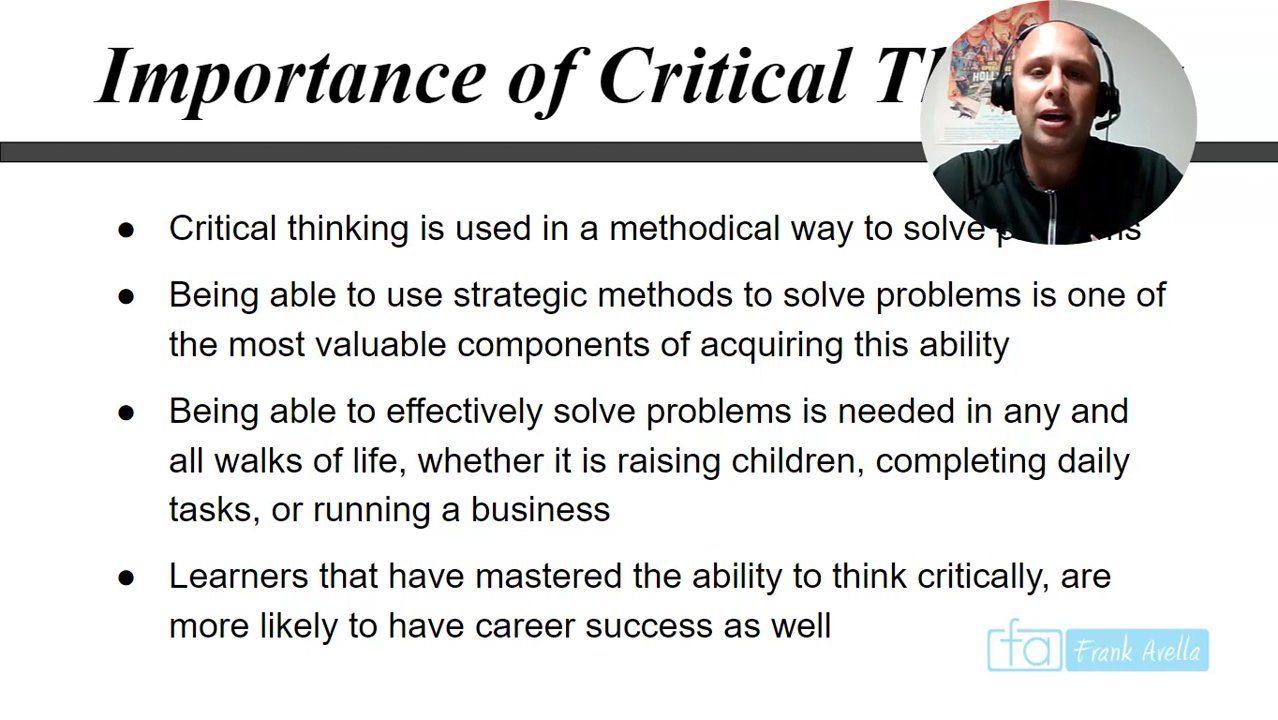 Importance of Critical
● Critical thinking is used in a methodical way to solve
● Being able to use strategic methods to solve problems is one of
the most valuable components of acquiring this ability
● Being able to effectively solve problems is needed in any and
all walks of life, whether it is raising children, completing daily
tasks, or running a business
● Learners that have mastered the ability to think critically, are
more likely to have career success as well
fa Frank Avella